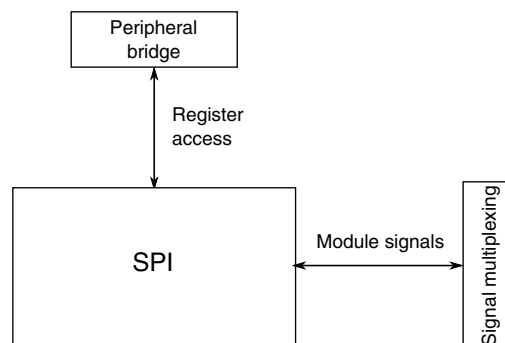 Peripheral
bridge
Register
access
SPI
Module signals
Signal multiplexing